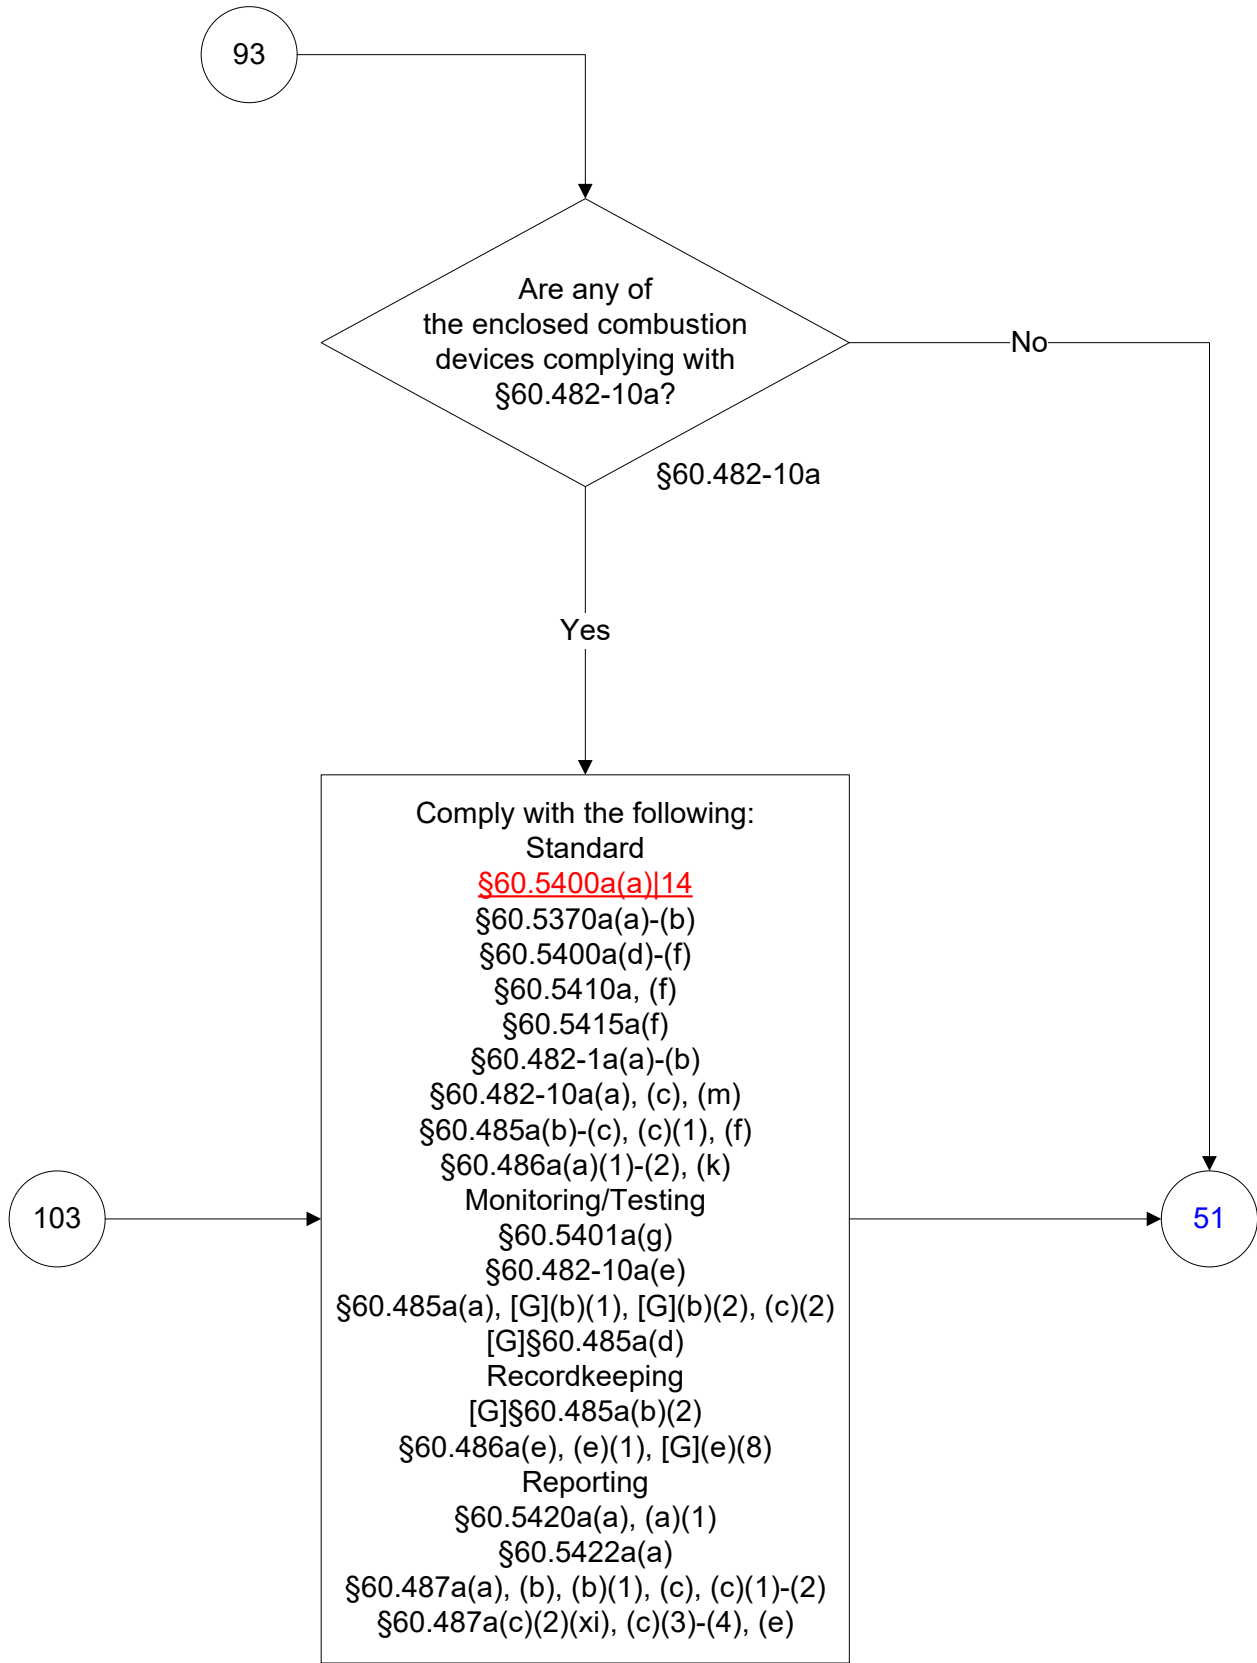 93
Are any of
the enclosed combustion
devices complying with
§60.482-10a?
No
§60.482-10a
Yes
Comply with the following:
Standard
§60.5400a(a)|14
§60.5370a(a)-(b)
§60.5400a(d)-(f)
§60.5410a, (f)
§60.5415a(f)
§60.482-1a(a)-(b)
§60.482-10a(a), (c), (m)
§60.485a(b)-(c), (c)(1), (f)
§60.486a(a)(1)-(2), (k)
Monitoring/Testing
§60.5401a(g)
§60.482-10a(e)
§60.485a(a), [G](b)(1), [G](b)(2), (c)(2)
[G]§60.485a(d)
Recordkeeping
[G]§60.485a(b)(2)
§60.486a(e), (e)(1), [G](e)(8)
Reporting
§60.5420a(a), (a)(1)
§60.5422a(a)
§60.487a(a), (b), (b)(1), (c), (c)(1)-(2)
§60.487a(c)(2)(xi), (c)(3)-(4), (e)
103
51